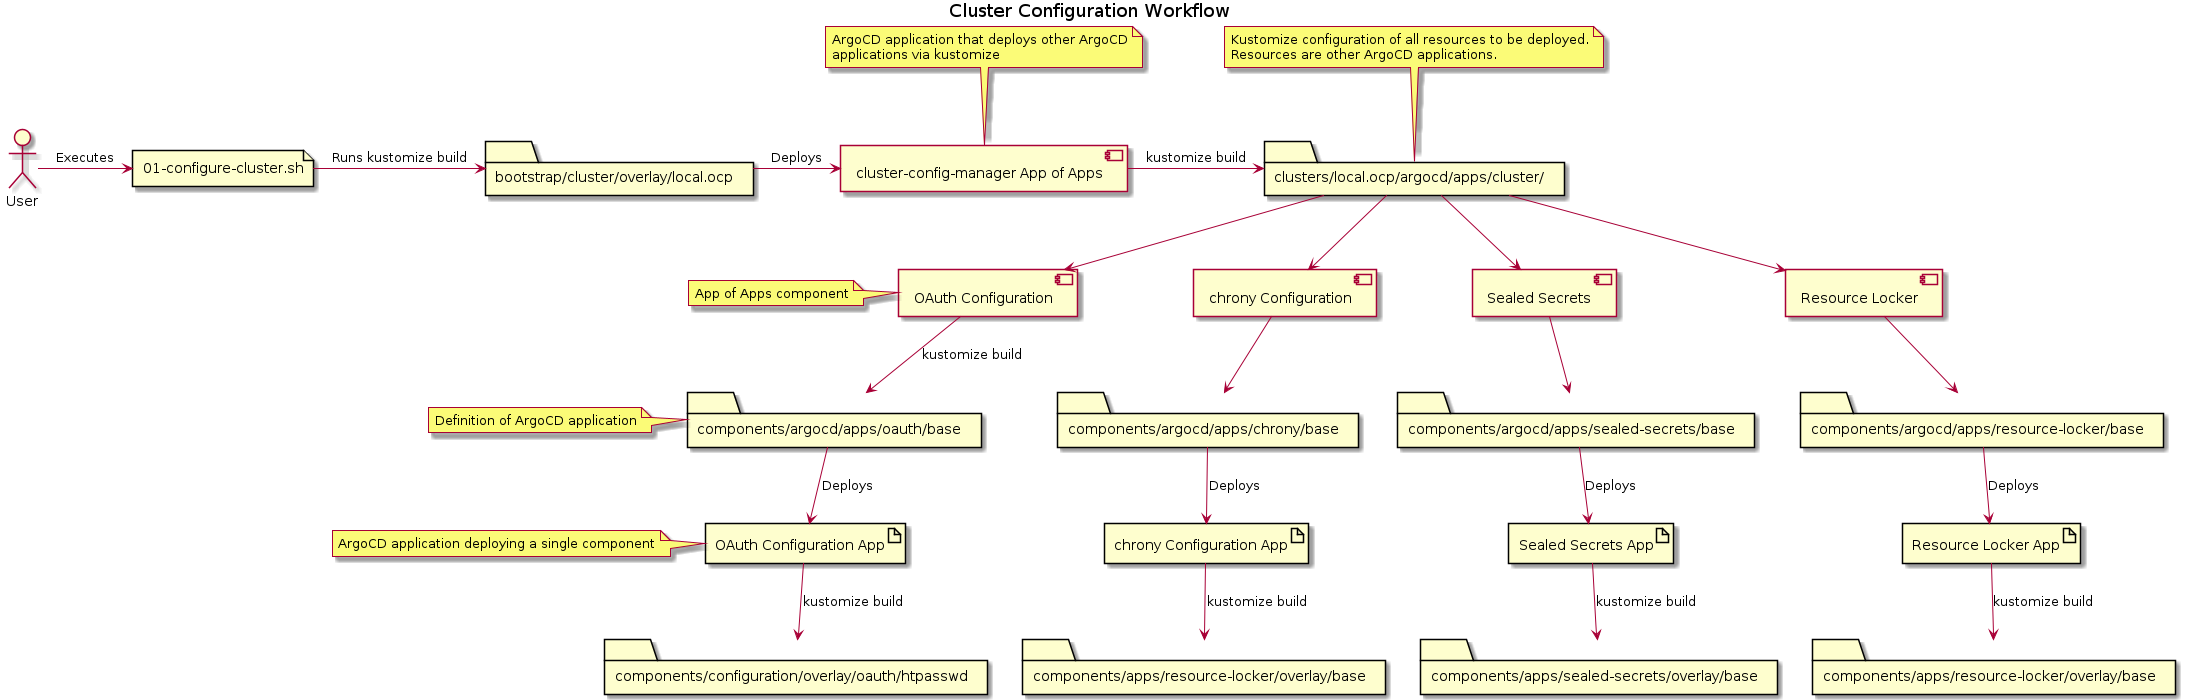 Cluster Configuration Workflow
ArgoCD application that deploys other ArgoCD
applications via kustomize
Kustomize configuration of all resources to be deployed.
Resources are other ArgoCD applications.
User
Executes
01-configure-cluster.sh
Runs kustomize build
bootstrap/cluster/overlay/local.ocp
Deploys
cluster-config-manager App of Apps
kustomize build
clusters/local.ocp/argocd/apps/cluster/
App of Apps component
OAuth Configuration
chrony Configuration
Sealed Secrets
Resource Locker
kustomize build
Definition of ArgoCD application
components/argocd/apps/oauth/base
components/argocd/apps/chrony/base
components/argocd/apps/sealed-secrets/base
components/argocd/apps/resource-locker/base
Deploys
Deploys
Deploys
Deploys
ArgoCD application deploying a single component
OAuth Configuration App
chrony Configuration App
Sealed Secrets App
Resource Locker App
kustomize build
kustomize build
kustomize build
kustomize build
components/configuration/overlay/oauth/htpasswd
components/apps/resource-locker/overlay/base
components/apps/sealed-secrets/overlay/base
components/apps/resource-locker/overlay/base